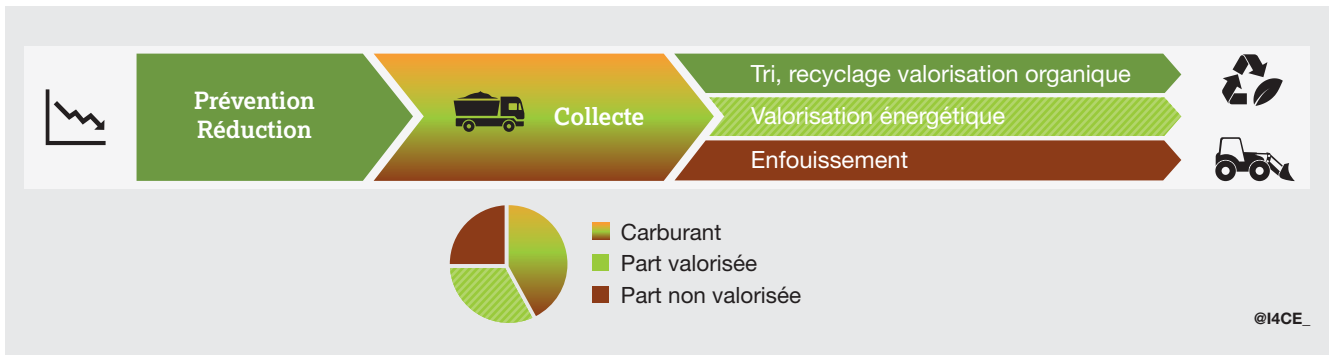 Prévention
Réduction
Collecte
Tri, recyclage valorisation organique
Valorisation énergétique
Enfouissement
Carburant
Part valorisée
Part non valorisée
@I4CE_